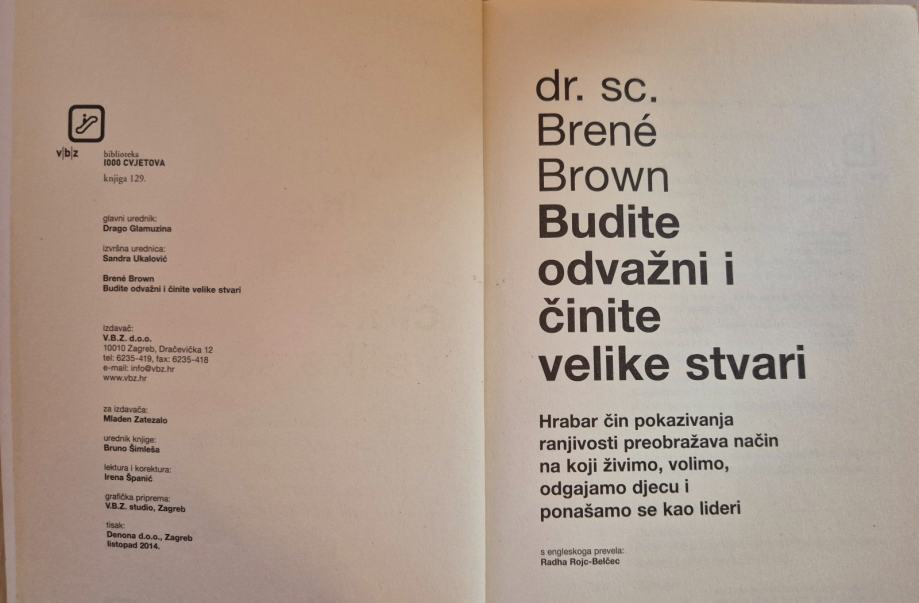 v|b|z
biblioteka
1000 CVJETOVA
knjiga 129.
glavni urednik:
Drago Glamuzina
izvršna urednica:
Sandra Ukalović
Brené Brown
Budite odvažni i činite velike stvari
izdavač:
V.B.Z. d.o.o.
10010 Zagreb, Dračevička 12
tel: 6235-419, fax: 6235-418
e-mail: info@vbz.hr
www.vbz.hr
za izdavača:
Mladen Zatezalo
urednik knjige:
Bruno Šimleša
lektura i korektura:
Irena Španić
grafička priprema:
V.B.Z. studio, Zagreb
tisak:
Denona d.o.o., Zagreb
listopad 2014.
dr. sc.
Brené
Brown
Budite
odvažni i
činite
velike stvari
Hrabar čin pokazivanja
ranjivosti preobražava način
na koji živimo, volimo,
odgajamo djecu i
ponašamo se kao lideri
s engleskoga prevela:
Radha Rojc-Belčec